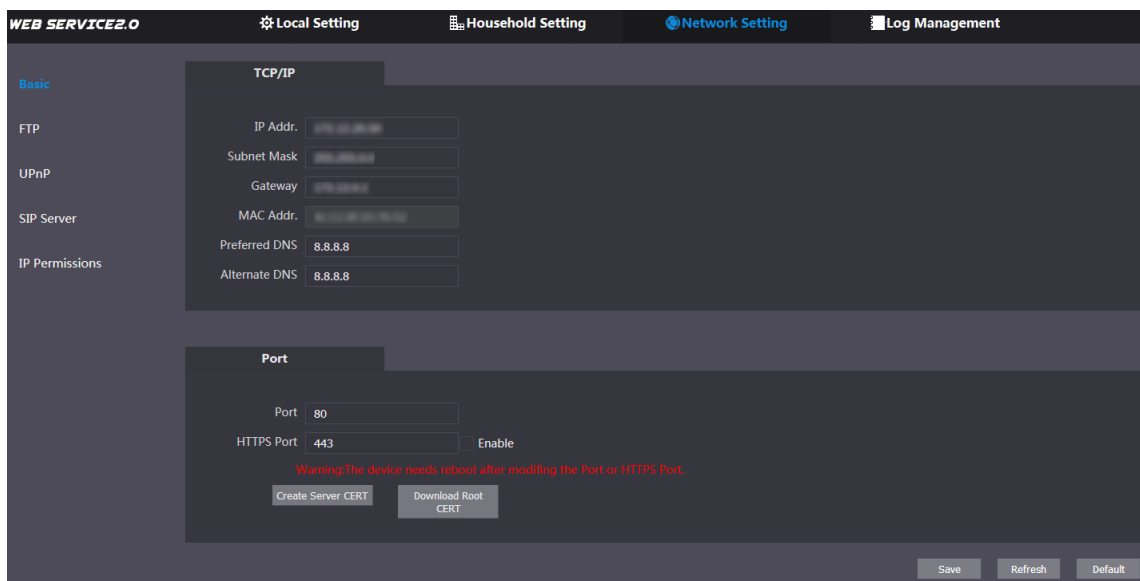 WEB SERVICE2.0 Local Setting Household Setting Network Setting Log Management
Basic
FTP
UPnP
SIP Server
IP Permissions
TCP/IP
IP Addr.
Subnet Mask
Gateway
MAC Addr.
Preferred DNS 8.8.8.8
Alternate DNS 8.8.8.8
Port
Port 80
HTTPS Port 443 Enable
Warning:The device needs reboot after modifing the Port or HTTPS Port.
Create Server CERT
Download Root
CERT
Save Refresh Default